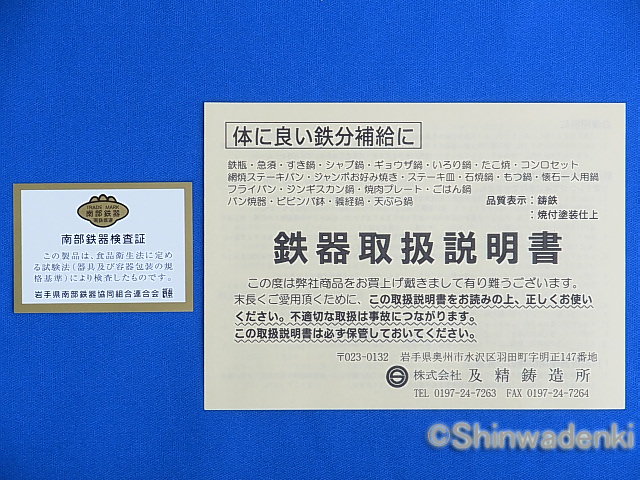 TRADE MARK
南部鉄器
南部鉄器検査証
この製品は、食品衛生法に定め
る試験法(器具及び容器包装の規
格基準)により検査したものです。
岩手県南部鉄器協同組合連合会
体に良い鉄分補給に
鉄瓶・急須・すき鍋・シャブ鍋・ギョウザ鍋・いろり鍋・たこ焼・コンロセット
網焼ステーキパン・ジャンボお好み焼き・ステーキ皿・石焼鍋・もつ鍋・懐石一人用鍋
フライパン・ジンギスカン鍋・焼肉プレート・ごはん鍋
パン焼器・ビビンバ鉢・義経鍋・天ぷら鍋
品質表示:鋳鉄
:焼付塗装仕上
鉄器取扱説明書
この度は弊社商品をお買上げ戴きまして有り難うございます。
末長くご愛用頂くために、この取扱説明書をお読みの上、正しくお使い
ください。不適切な取扱は事故につながります。
この取扱説明書は必ず保管しておいてください。
〒023-0132 岩手県奥州市水沢区羽田町字明正147番地
株式会社 及精鋳造所
TEL 0197-24-7263 FAX 0197-24-7264
©Shinwadenki